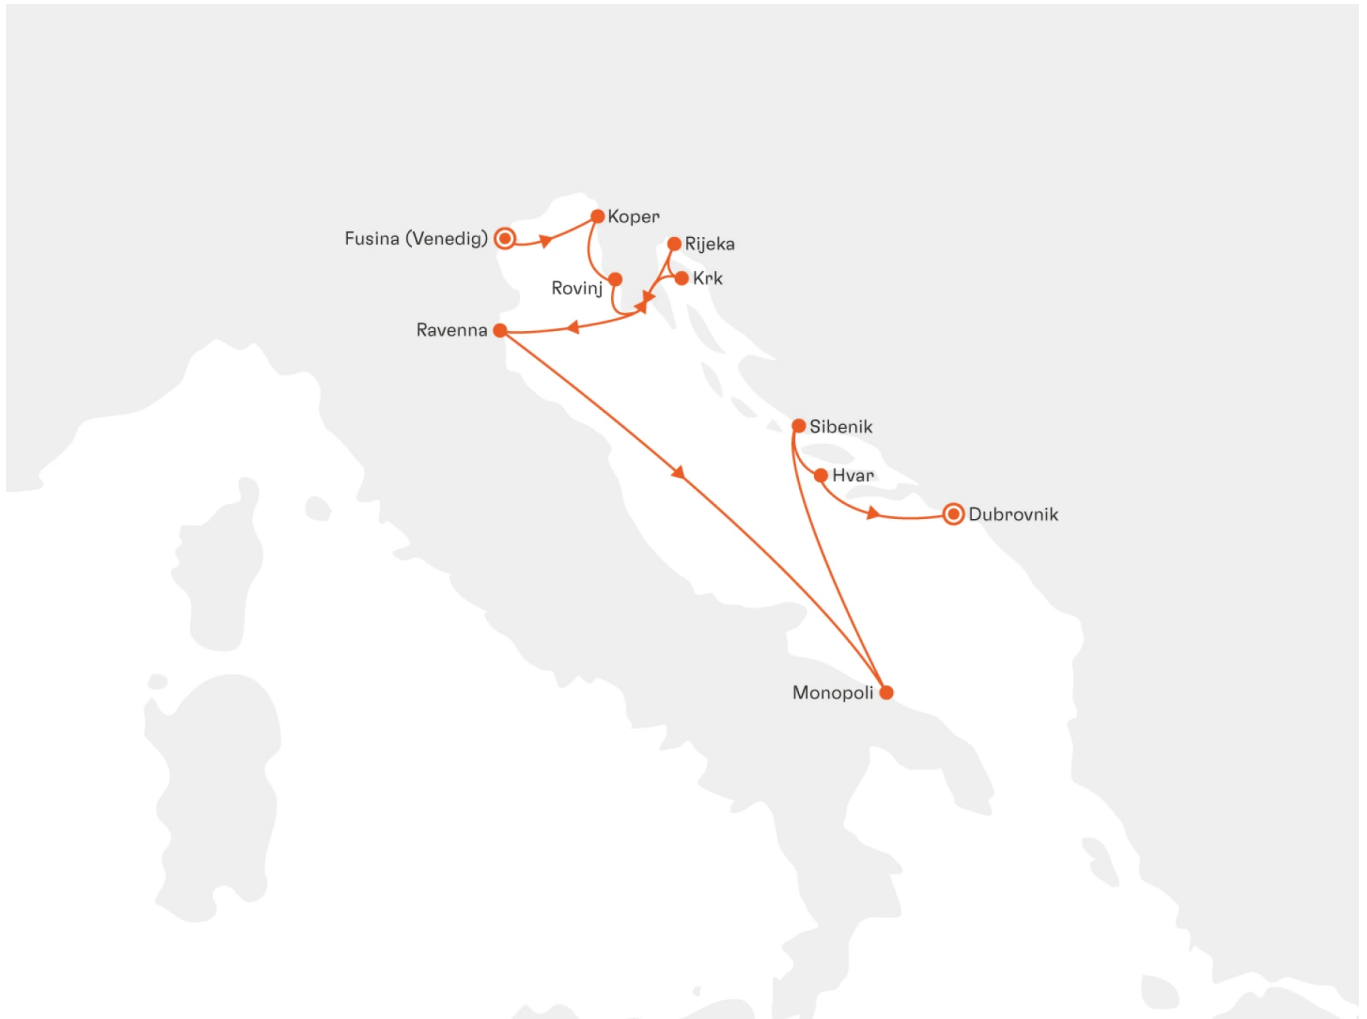 Koper
Fusina (Venedig)
Rijeka
Krk
Rovinj
Ravenna
Sibenik
Hvar
Dubrovnik
Monopoli